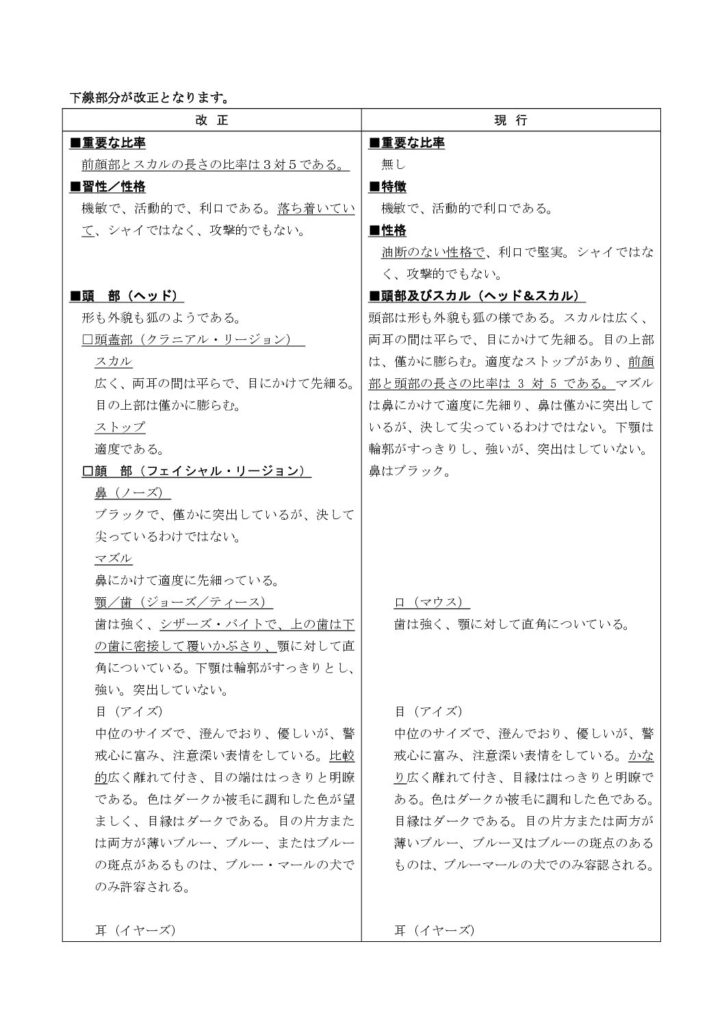 下線部分が改正となります。
改 正
■重要な比率
前顔部とスカルの長さの比率は３対５である。
■習性／性格
機敏で、活動的で、利口である。落ち着いてい
て、シャイではなく、攻撃的でもない。
■頭　部（ヘッド）
形も外貌も狐のようである。
□頭蓋部（クラニアル・リージョン）
スカル
広く、両耳の間は平らで、目にかけて先細る。
目の上部は僅かに膨らむ。
ストップ
適度である。
□顔　部（フェイシャル・リージョン）
鼻（ノーズ）
ブラックで、僅かに突出しているが、決して
尖っているわけではない。
マズル
鼻にかけて適度に先細っている。
顎／歯（ジョーズ／ティース）
歯は強く、シザーズ・バイトで、上の歯は下
の歯に密接して覆いかぶさり、顎に対して直
角についている。下顎は輪郭がすっきりとし、
強い。突出していない。
目（アイズ）
中位のサイズで、澄んでおり、優しいが、警
戒心に富み、注意深い表情をしている。比較
的広く離れて付き、目の端ははっきりと明瞭
である。色はダークか被毛に調和した色が望
ましく、目縁はダークである。目の片方また
は両方が薄いブルー、ブルー、またはブルー
の斑点があるものは、ブルー・マールの犬で
のみ許容される。
耳（イヤーズ）
現 行
■重要な比率
無し
■特徴
機敏で、活動的で利口である。
■性格
油断のない性格で、利口で堅実。シャイではな
く、攻撃的でもない。
■頭部及びスカル（ヘッド＆スカル）
頭部は形も外貌も狐の様である。スカルは広く、
両耳の間は平らで、目にかけて先細る。目の上部
は、僅かに膨らむ。適度なストップがあり、前顔
部と頭部の長さの比率は 3 対 5 である。マズル
は鼻にかけて適度に先細り、鼻は僅かに突出して
いるが、決して尖っているわけではない。下顎は
輪郭がすっきりし、強いが、突出はしていない。
鼻はブラック。
口（マウス）
歯は強く、顎に対して直角についている。
目（アイズ）
中位のサイズで、澄んでおり、優しいが、警
戒心に富み、注意深い表情をしている。かな
り広く離れて付き、目縁ははっきりと明瞭で
ある。色はダークか被毛に調和した色である。
目縁はダークである。目の片方または両方が
薄いブルー、ブルー又はブルーの斑点のある
ものは、ブルーマールの犬でのみ容認される。
耳（イヤーズ）